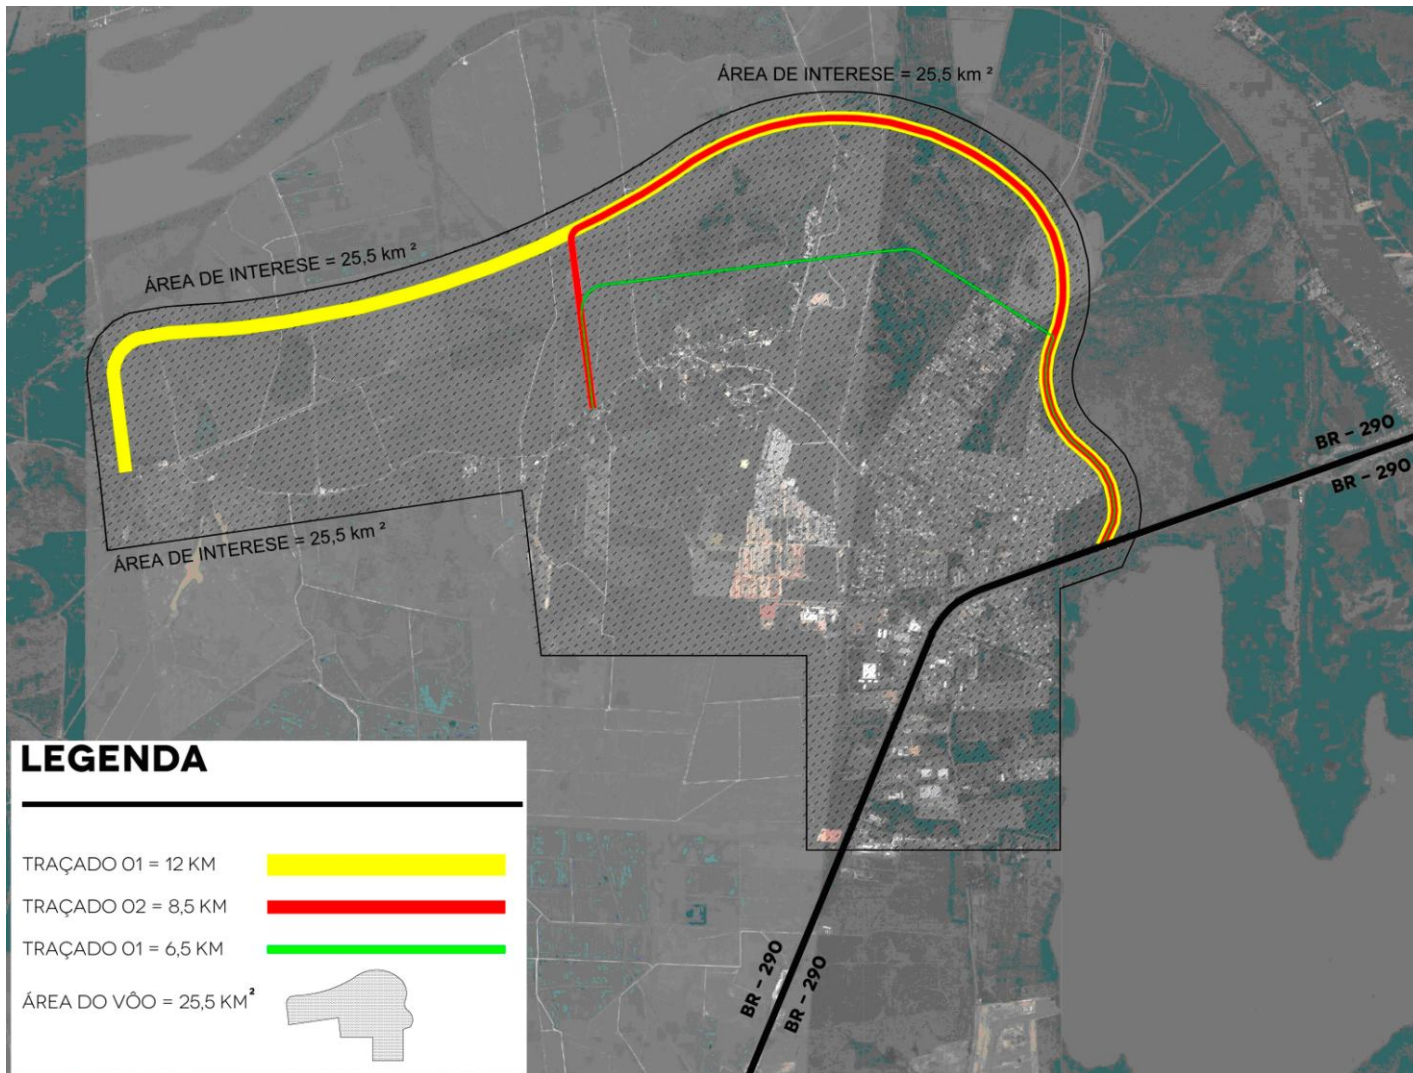 ÁREA DE INTERESE = 25,5 km ²
ÁREA DE INTERESE = 25,5 km ²
BR - 290
BR - 290
ÁREA DE INTERESE = 25,5 km ²
LEGENDA
TRAÇADO 01 = 12 KM
TRAÇADO 02 = 8,5 KM
TRAÇADO 01 = 6,5 KM
ÁREA DO VÔO = 25,5 KM²
BR - 290
BR - 290